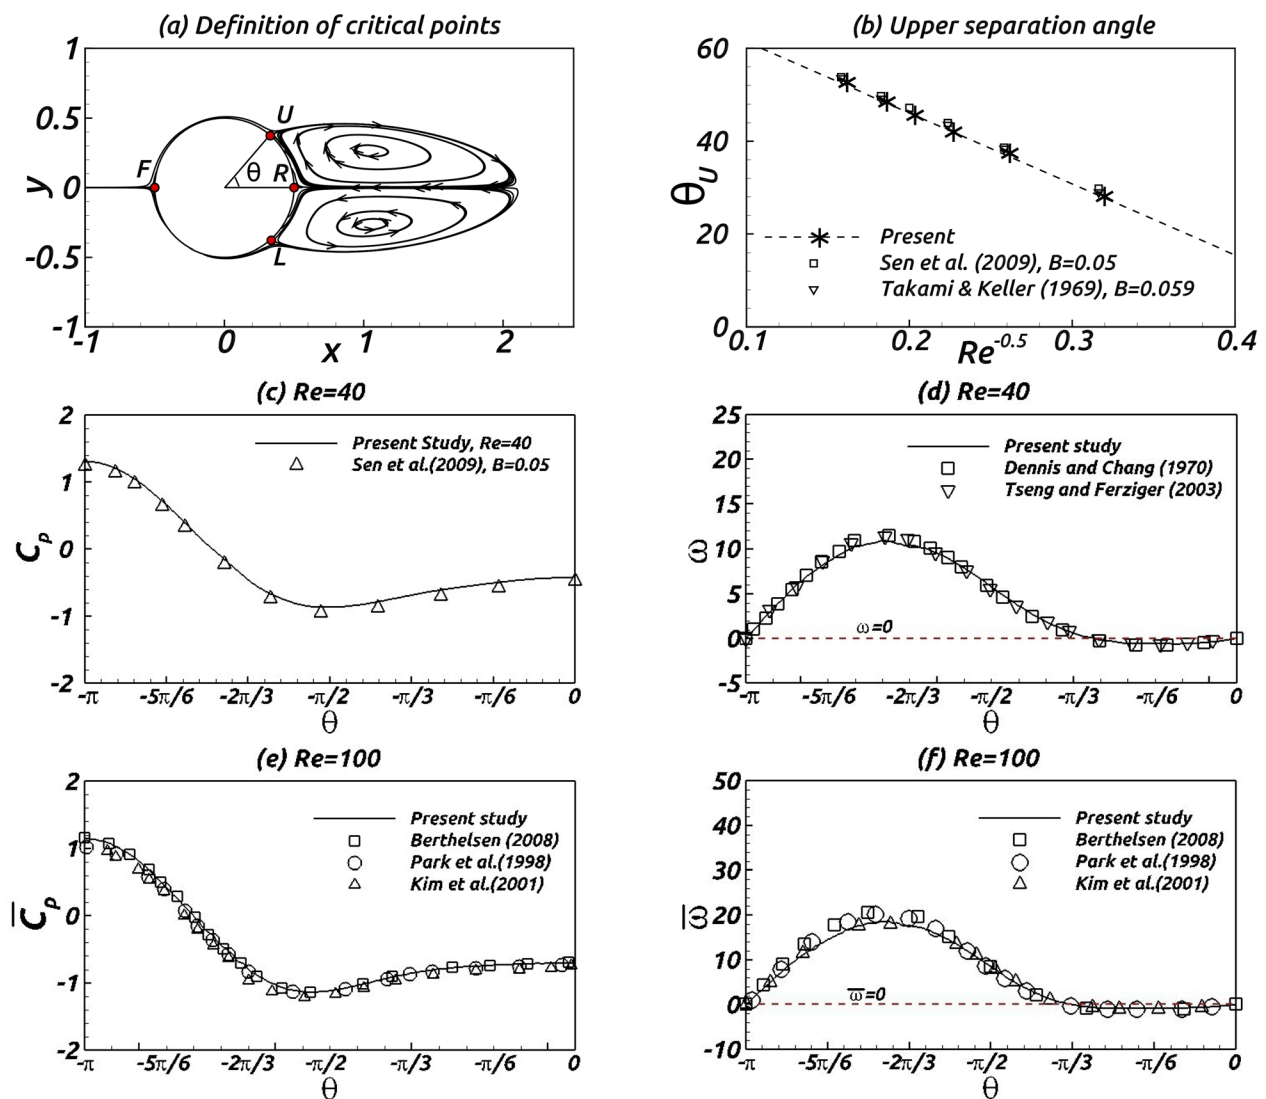 (a) Definition of critical points
1
0.5
0
-0.5
-1
y
F
U
θ
R
L
-1
0
1
2
x
(b) Upper separation angle
60
40
20
0
θU
Present
Sen et al. (2009), B=0.05
Takami & Keller (1969), B=0.059
0.1
0.2
0.3
0.4
Re^-0.5
(c) Re=40
2
1
0
-1
-2
Cp
Present Study, Re=40
Sen et al.(2009), B=0.05
-π
-5π/6
-2π/3
-π/2
-π/3
-π/6
0
θ
(d) Re=40
25
20
15
10
5
0
-5
ω
Present study
Dennis and Chang (1970)
Tseng and Ferziger (2003)
ω=0
-π
-5π/6
-2π/3
-π/2
-π/3
-π/6
0
θ
(e) Re=100
2
1
0
-1
-2
C̅p
Present study
Berthelsen (2008)
Park et al.(1998)
Kim et al.(2001)
-π
-5π/6
-2π/3
-π/2
-π/3
-π/6
0
θ
(f) Re=100
50
40
30
20
10
0
-10
ω̅
Present study
Berthelsen (2008)
Park et al.(1998)
Kim et al.(2001)
ω̅=0
-π
-5π/6
-2π/3
-π/2
-π/3
-π/6
0
θ